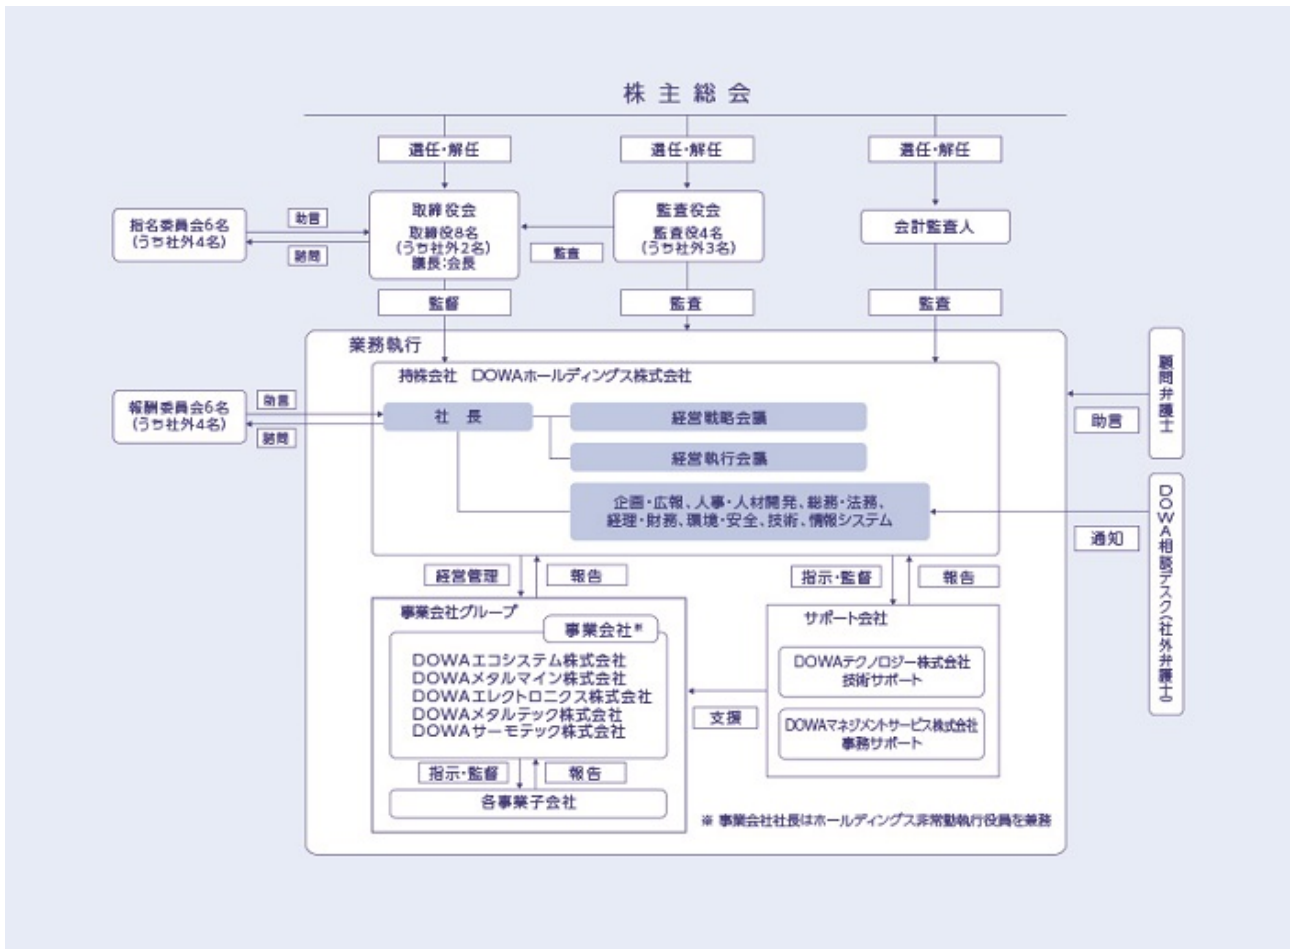 株主総会
選任・解任
選任・解任
選任・解任
取締役会
取締役8名
(うち社外2名)
議長:会長
監査役会
監査役4名
(うち社外3名)
会計監査人
指名委員会6名
(うち社外4名)
助言
諮問
監査
監督
監査
監査
業務執行
持株会社 DOWAホールディングス株式会社
報酬委員会6名
(うち社外4名)
助言
諮問
社長
経営戦略会議
経営執行会議
企画・広報、人事・人材開発、総務・法務、
経理・財務、環境・安全、技術、情報システム
顧問弁護士
助言
DOWA相談デスク(社外弁護士)
通知
経営管理
報告
指示・監督
報告
事業会社グループ
事業会社※
DOWAエコシステム株式会社
DOWAメタルマイン株式会社
DOWAエレクトロニクス株式会社
DOWAメタルテック株式会社
DOWAサーモテック株式会社
指示・監督
報告
各事業子会社
支援
サポート会社
DOWAテクノロジー株式会社
技術サポート
DOWAマネジメントサービス株式会社
事務サポート
※ 事業会社社長はホールディングス非常勤執行役員を兼務